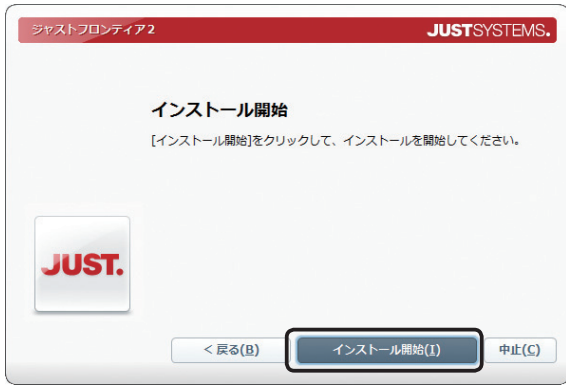 ジャストフロンティア2 JUSTSYSTEMS.
インストール開始
[インストール開始]をクリックして、インストールを開始してください。
JUST.
< 戻る(B) インストール開始(I) 中止(C)